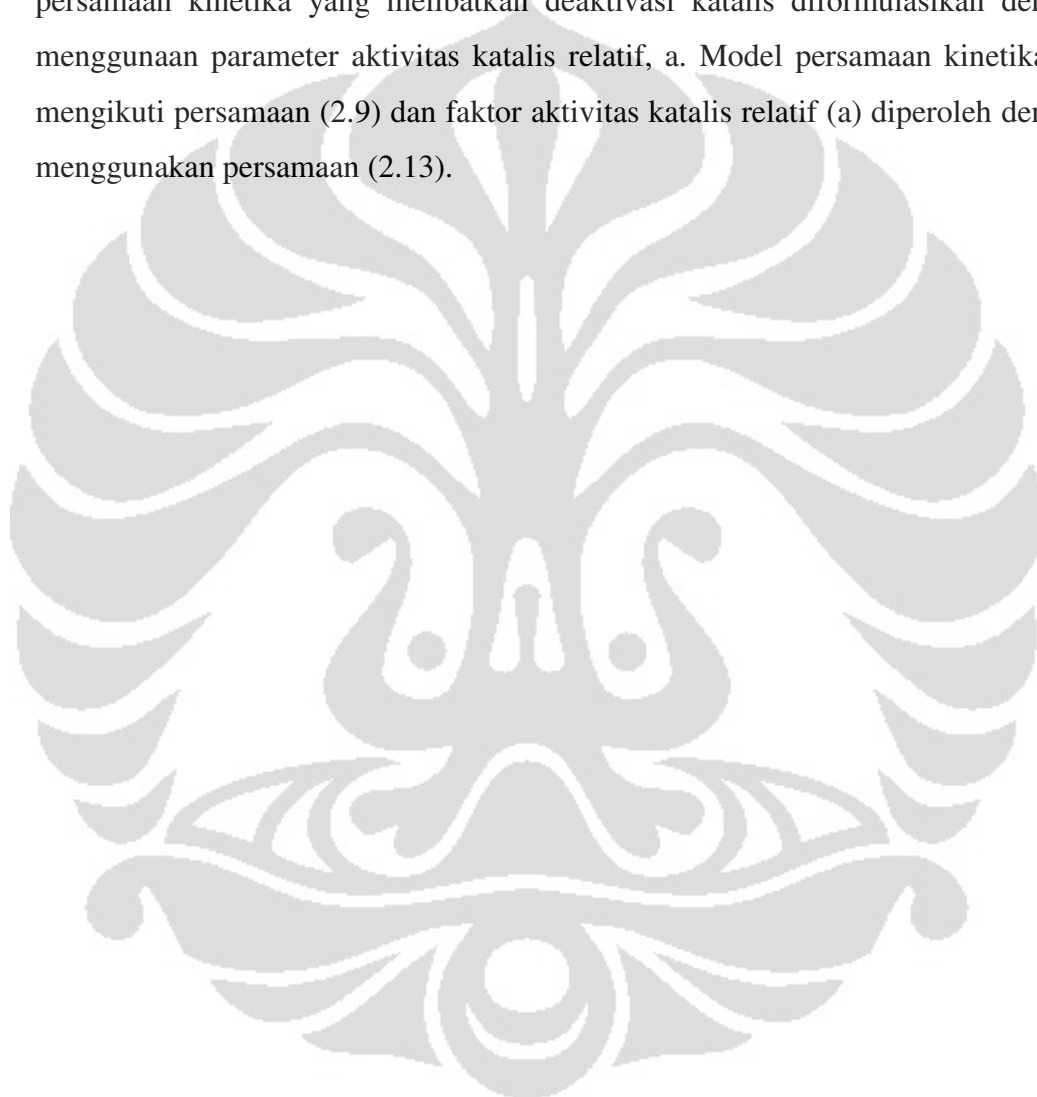 persamaan kinetika yang melibatkan deaktivasi katalis diformulasikan
menggunaan parameter aktivitas katalis relatif, a. Model persamaan kinetika
mengikuti persamaan (2.9) dan faktor aktivitas katalis relatif (a) diperoleh
menggunakan persamaan (2.13).